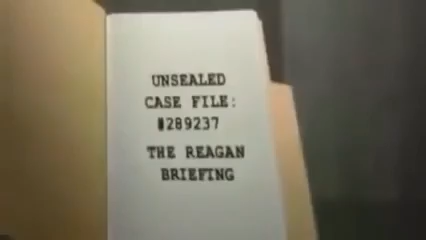 UNSEALED
CASE FILE:
#289237
THE REAGAN
BRIEFING